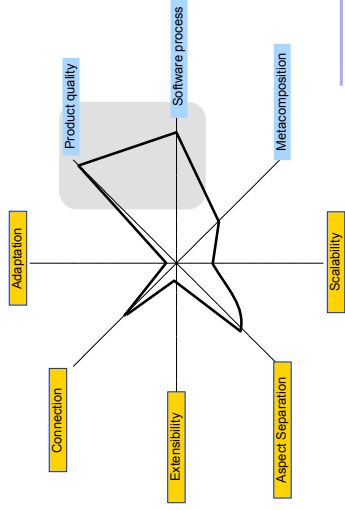 Product quality
Software process
Metacomposition
Adaptation
Scalability
Connection
Extensibility
Aspect Separation